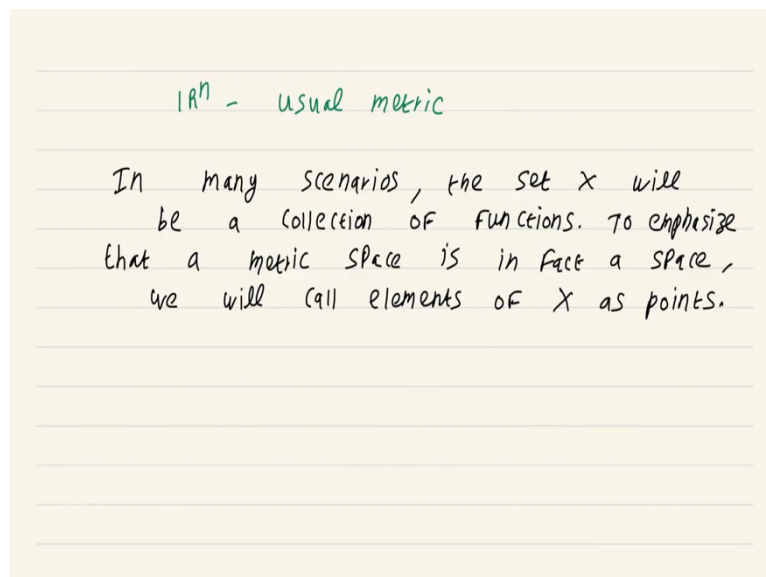 ℝⁿ - usual metric
In many scenarios, the set X will
be a collection of functions. To emphasize
that a metric space is in fact a space,
we will call elements of X as points.